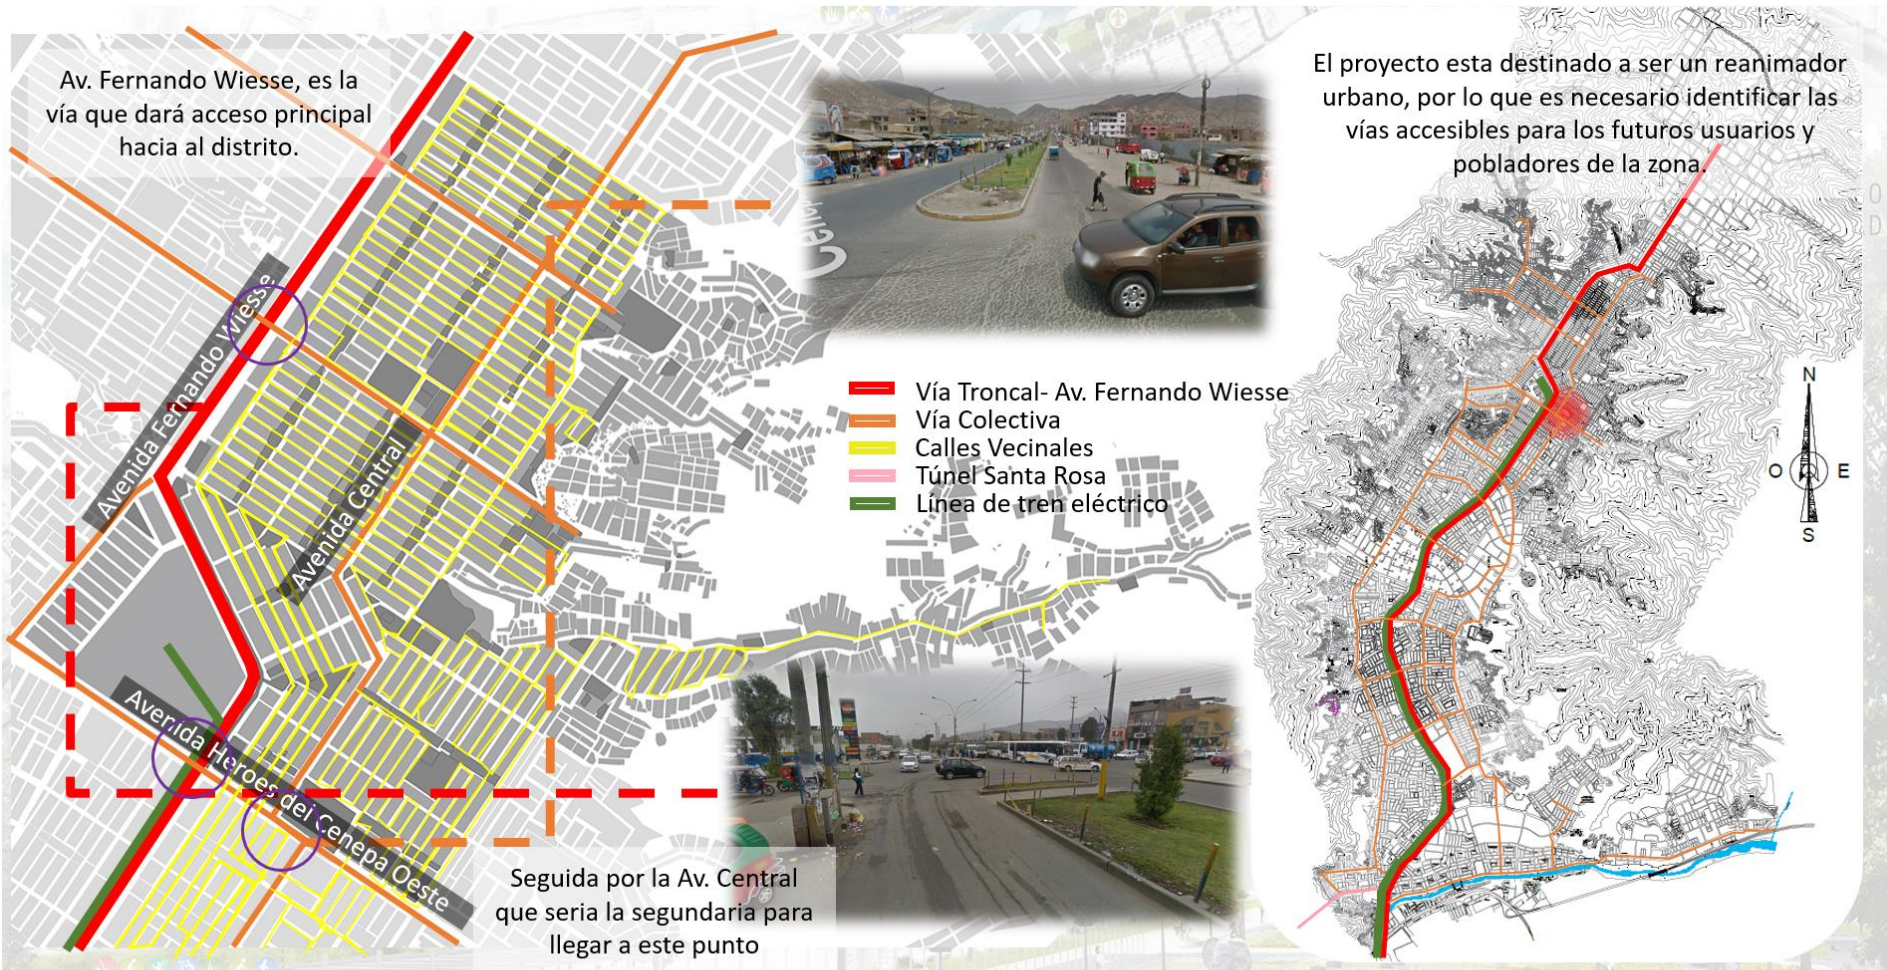 Av. Fernando Wiesse, es la
vía que dará acceso principal
hacia al distrito.
El proyecto esta destinado a ser un reanimador
urbano, por lo que es necesario identificar las
vías accesibles para los futuros usuarios y
pobladores de la zona.
Avenida Fernando Wiesse
Avenida Central
Vía Troncal- Av. Fernando Wiesse
Vía Colectiva
Calles Vecinales
Túnel Santa Rosa
Línea de tren eléctrico
N
O
E
S
Avenida Heroes del Cenepa Oeste
Seguida por la Av. Central
que seria la segundaria para
llegar a este punto